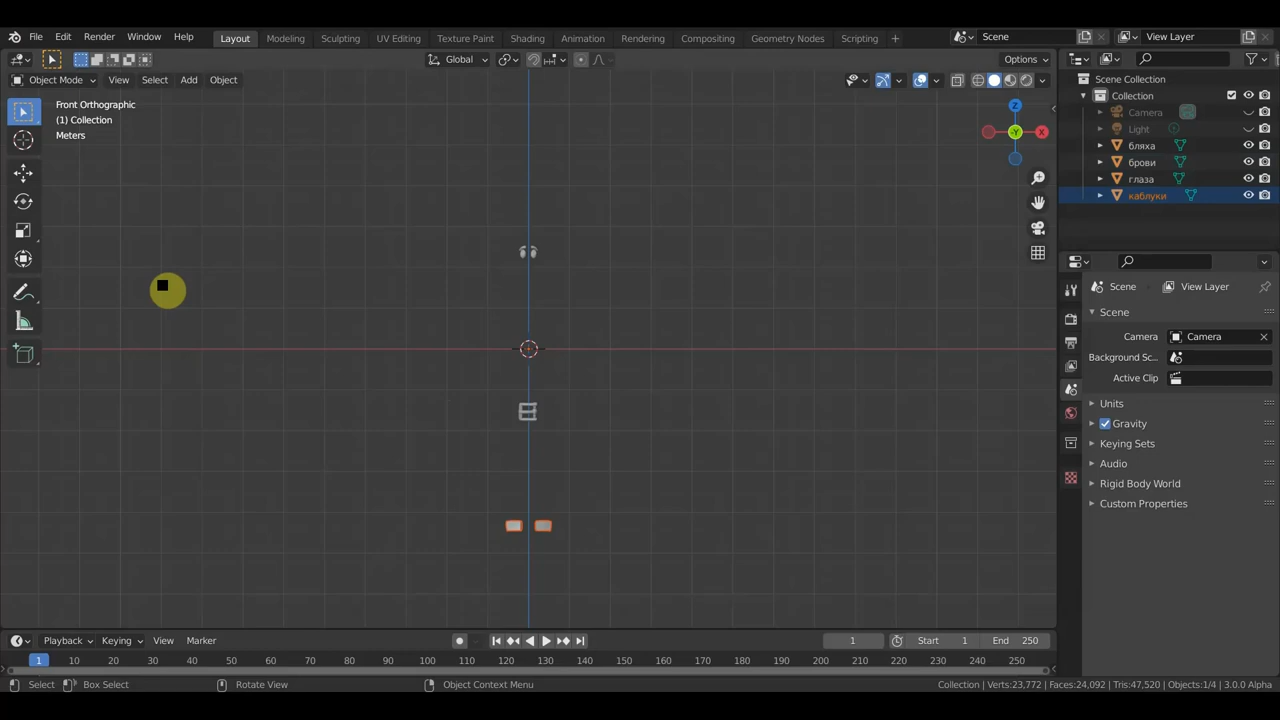 File Edit Render Window Help Layout Modeling Sculpting UV Editing Texture Paint Shading Animation Rendering Compositing Geometry Nodes Scripting + Scene View Layer
Global Options
Object Mode View Select Add Object
Front Orthographic
(1) Collection
Meters
Z
-Y
X
Scene Collection
Collection
Camera
Light
бляха
брови
глаза
каблуки
Scene View Layer
Scene
Camera Camera
Background Sc...
Active Clip
Units
Gravity
Keying Sets
Audio
Rigid Body World
Custom Properties
Playback Keying View Marker 1 Start 1 End 250
1 10 20 30 40 50 60 70 80 90 100 110 120 130 140 150 160 170 180 190 200 210 220 230 240 250
Select Box Select Rotate View Object Context Menu Collection | Verts:23,772 | Faces:24,092 | Tris:47,520 | Objects:1/4 | 3.0.0 Alpha